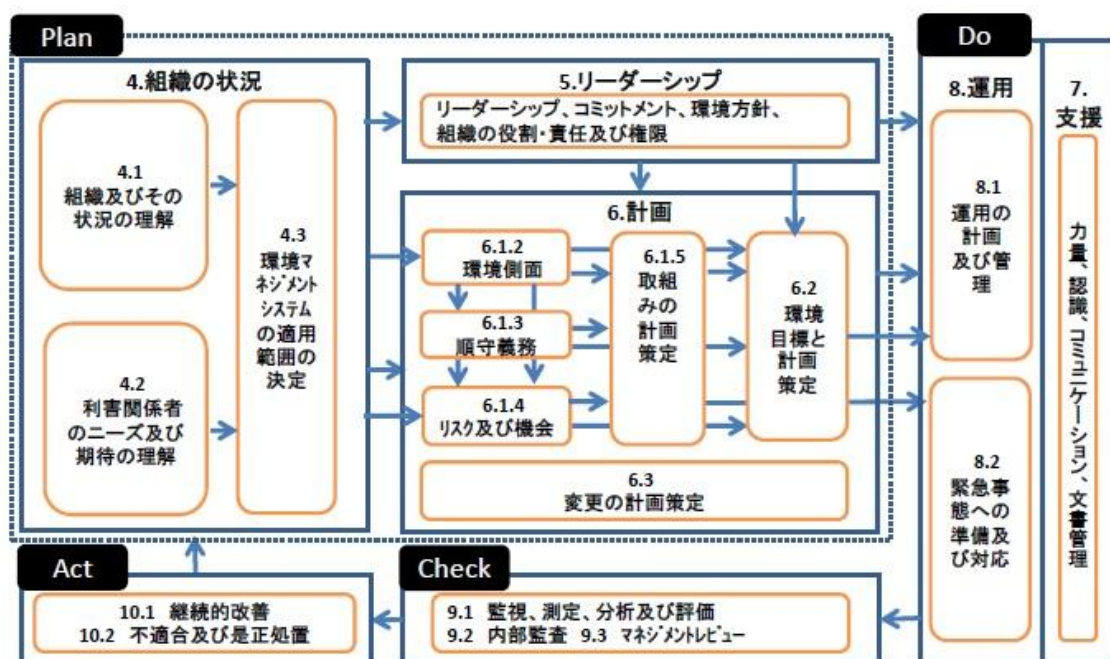 Plan
4.組織の状況
4.1
組織及びその
状況の理解
4.2
利害関係者
のニーズ及び
期待の理解
4.3
環境マ
ネジメント
システム
の適用
範囲の
決定
5.リーダーシップ
リーダーシップ、コミットメント、環境方針、
組織の役割・責任及び権限
6.計画
6.1.2
環境側面
6.1.3
順守義務
6.1.4
リスク及び機会
6.1.5
取組
みの
計画
策定
6.2
環境
目標と
計画
策定
6.3
変更の計画策定
Do
8.運用
8.1
運用の
計画
及び管
理
8.2
緊急事
態への
準備及
び対応
7.
支援
力量、認識、コミュニケーション、文書管理
Check
9.1 監視、測定、分析及び評価
9.2 内部監査 9.3 マネジメントレビュー
Act
10.1 継続的改善
10.2 不適合及び是正処置